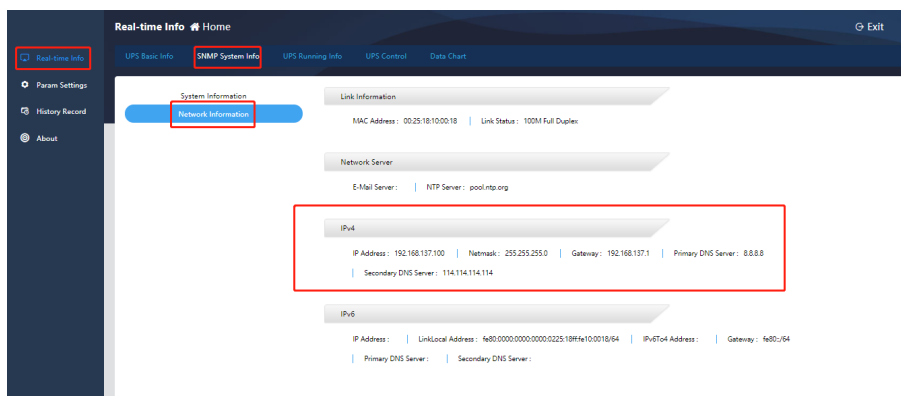 Real-time Info Home Exit
Real-time Info
Param Settings
History Record
About
UPS Basic Info SNMP System Info UPS Running Info UPS Control Data Chart
System Information
Network Information
Link Information
MAC Address : 00:25:18:10:00:18 | Link Status : 100M Full Duplex
Network Server
E-Mail Server : | NTP Server : pool.ntp.org
IPv4
IP Address : 192.168.137.100 | Netmask : 255.255.255.0 | Gateway : 192.168.137.1 | Primary DNS Server : 8.8.8.8
| Secondary DNS Server : 114.114.114.114
IPv6
IP Address : | LinkLocal Address : fe80:0000:0000:0000:0225:18ff:fe10:0018/64 | IPv6To4 Address : | Gateway : fe80::/64
| Primary DNS Server : | Secondary DNS Server :